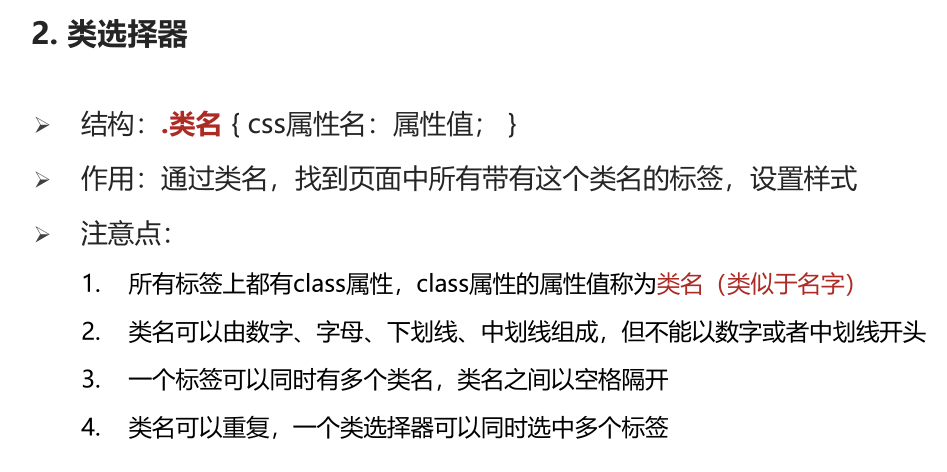 2. 类选择器
➢ 结构：.类名 { css属性名：属性值； }
➢ 作用：通过类名，找到页面中所有带有这个类名的标签，设置样式
➢ 注意点：
1. 所有标签上都有class属性，class属性的属性值称为类名（类似于名字）
2. 类名可以由数字、字母、下划线、中划线组成，但不能以数字或者中划线开头
3. 一个标签可以同时有多个类名，类名之间以空格隔开
4. 类名可以重复，一个类选择器可以同时选中多个标签